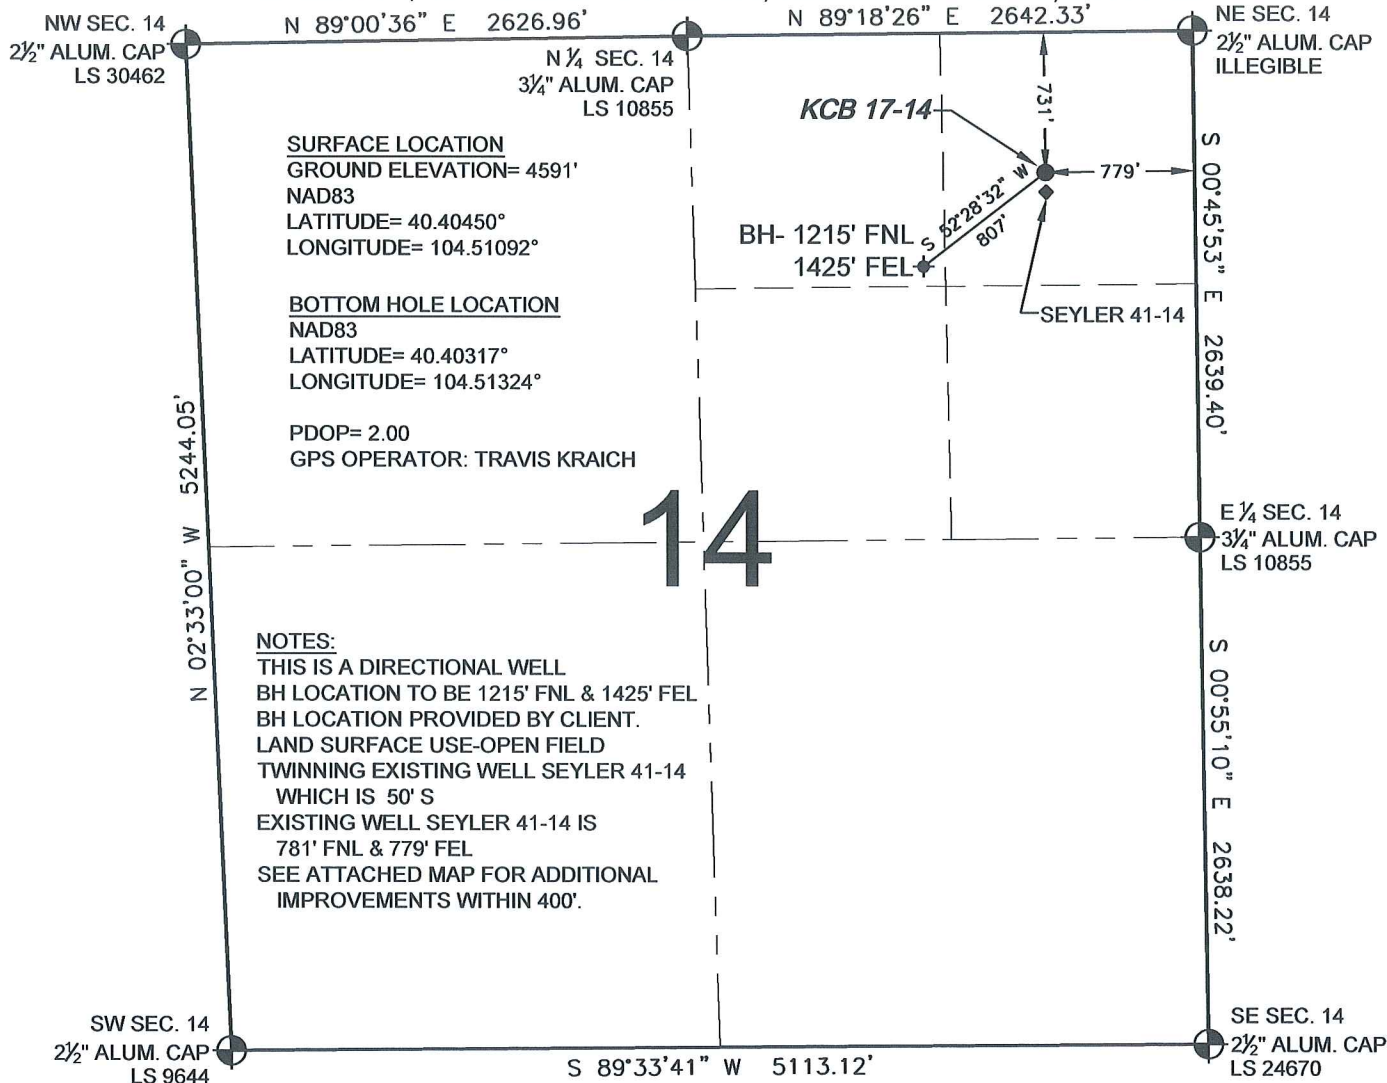 N 89°00'36" E 2626.96'
N 89°18'26" E 2642.33'
NW SEC. 14
2½" ALUM. CAP
LS 30462
N ¼ SEC. 14
3¼" ALUM. CAP
LS 10855
NE SEC. 14
2½" ALUM. CAP
ILLEGIBLE
KCB 17-14
731'
779'
S 52°28'32" W
807'
BH- 1215' FNL
1425' FEL
SEYLER 41-14
S 00°45'53" E 2639.40'
SURFACE LOCATION
GROUND ELEVATION= 4591'
NAD83
LATITUDE= 40.40450°
LONGITUDE= 104.51092°
BOTTOM HOLE LOCATION
NAD83
LATITUDE= 40.40317°
LONGITUDE= 104.51324°
PDOP= 2.00
GPS OPERATOR: TRAVIS KRAICH
N 02°33'00" W 5244.05'
14
E ¼ SEC. 14
3¼" ALUM. CAP
LS 10855
NOTES:
THIS IS A DIRECTIONAL WELL
BH LOCATION TO BE 1215' FNL & 1425' FEL
BH LOCATION PROVIDED BY CLIENT.
LAND SURFACE USE-OPEN FIELD
TWINNING EXISTING WELL SEYLER 41-14
WHICH IS 50' S
EXISTING WELL SEYLER 41-14 IS
781' FNL & 779' FEL
SEE ATTACHED MAP FOR ADDITIONAL
IMPROVEMENTS WITHIN 400'.
S 00°55'10" E 2638.22'
SW SEC. 14
2½" ALUM. CAP
LS 9644
S 89°33'41" W 5113.12'
SE SEC. 14
2½" ALUM. CAP
LS 24670